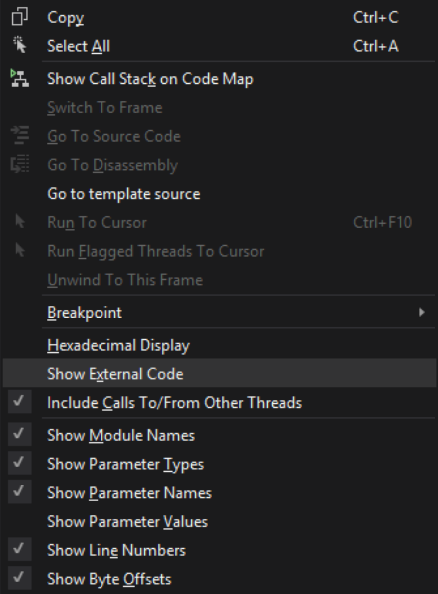 Copy Ctrl+C
Select All Ctrl+A
Show Call Stack on Code Map
Switch To Frame
Go To Source Code
Go To Disassembly
Go to template source
Run To Cursor Ctrl+F10
Run Flagged Threads To Cursor
Unwind To This Frame
Breakpoint
Hexadecimal Display
Show External Code
Include Calls To/From Other Threads
Show Module Names
Show Parameter Types
Show Parameter Names
Show Parameter Values
Show Line Numbers
Show Byte Offsets